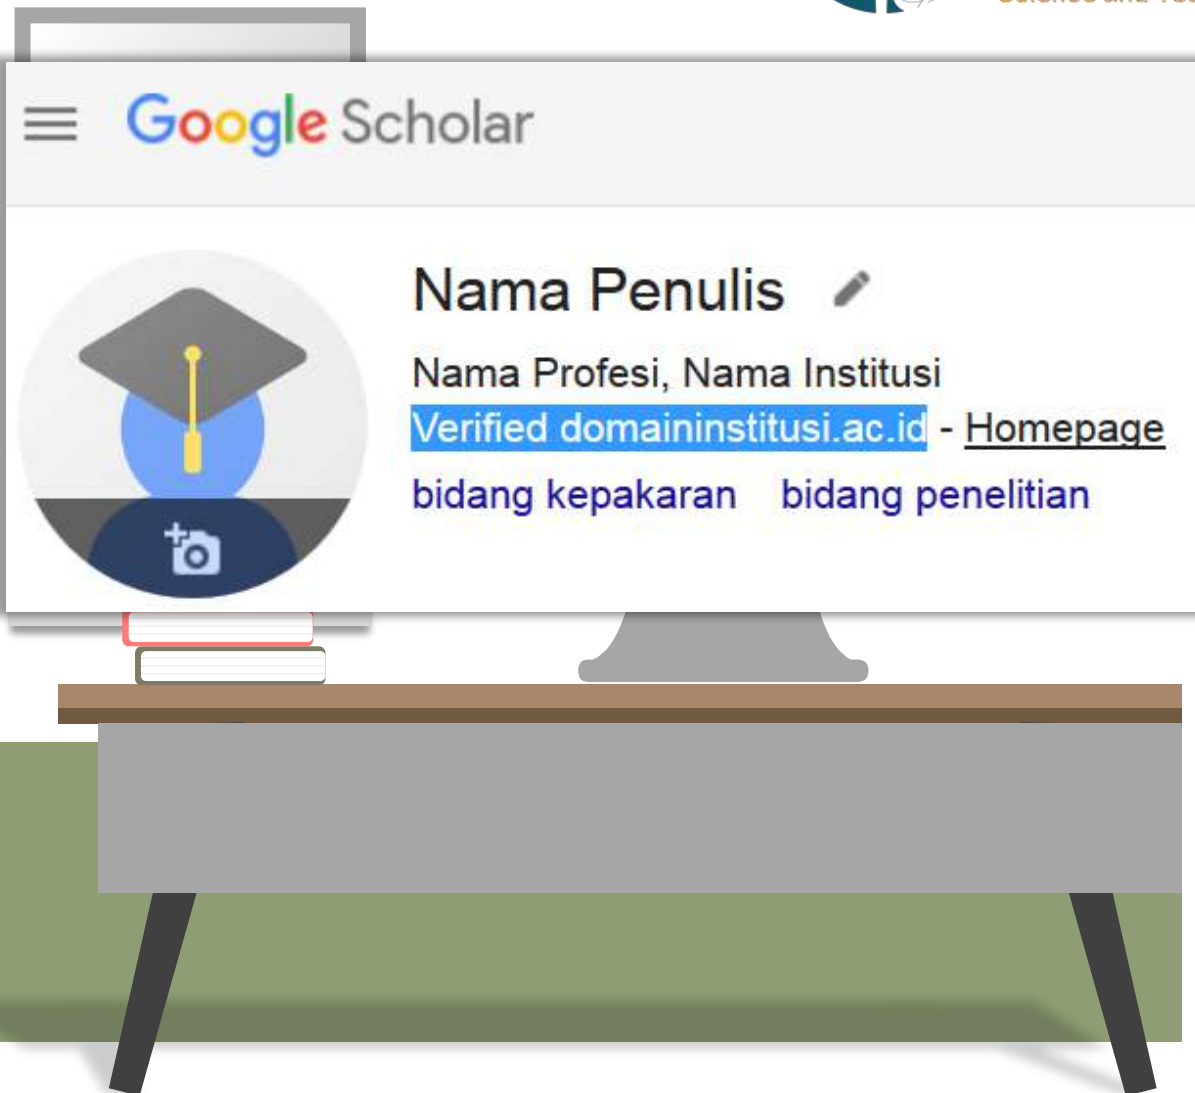 Google Scholar
Nama Penulis
Nama Profesi, Nama Institusi
Verified domaininstitusi.ac.id - Homepage
bidang kepakaran bidang penelitian